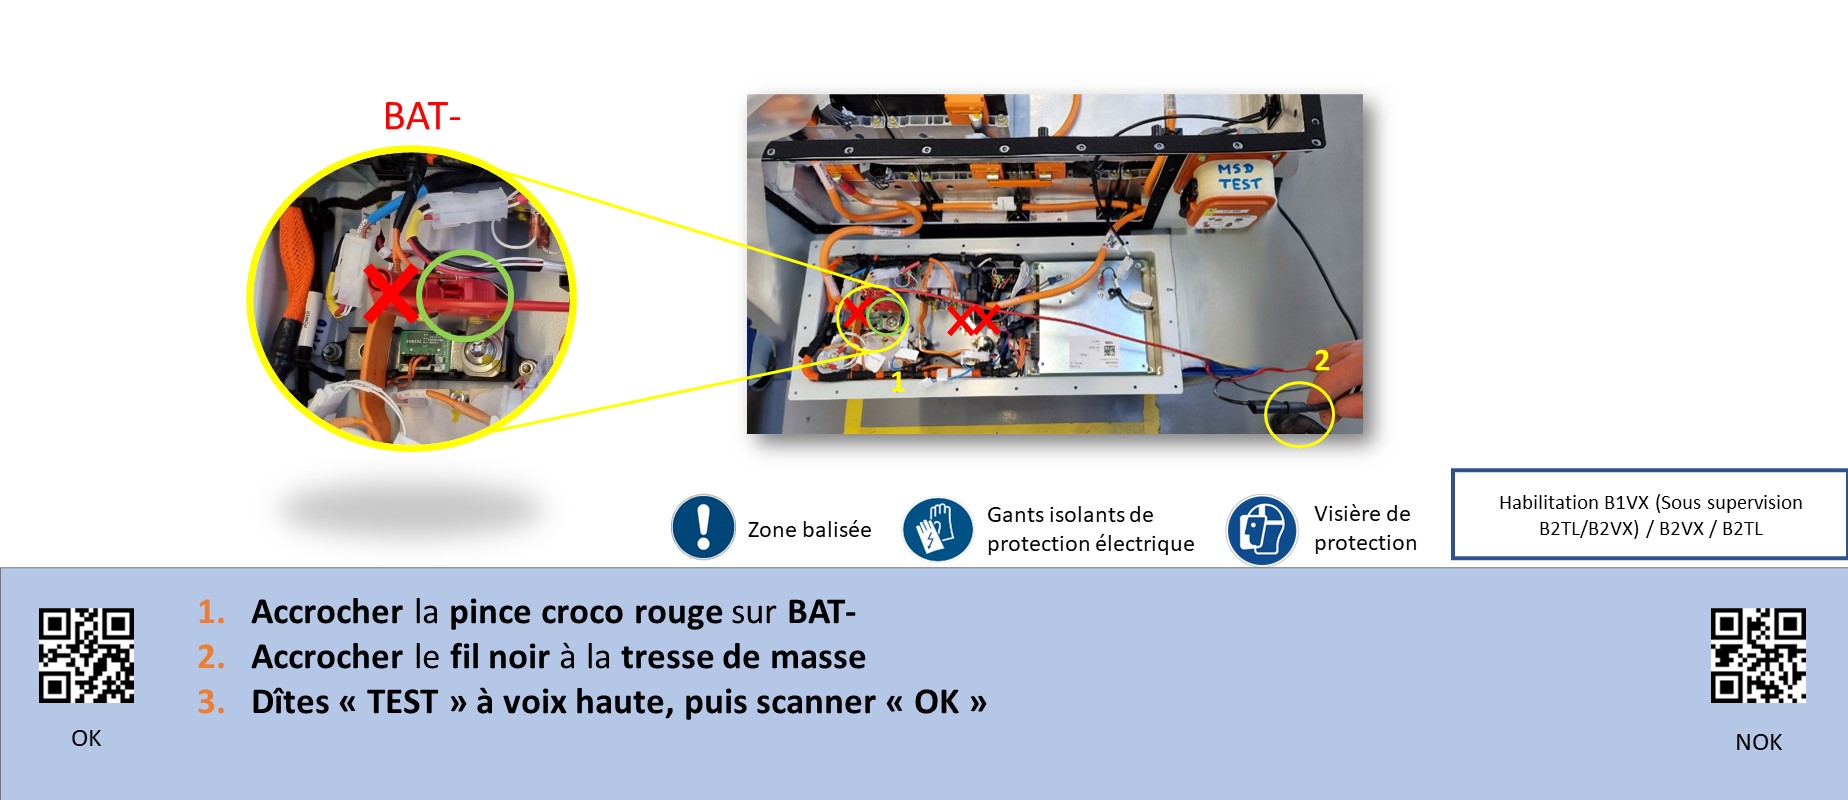 BAT-
MSD
TEST
1
2
Zone balisée
Gants isolants de
protection électrique
Visière de
protection
Habilitation B1VX (Sous supervision
B2TL/B2VX) / B2VX / B2TL
1. Accrocher la pince croco rouge sur BAT-
2. Accrocher le fil noir à la tresse de masse
3. Dîtes « TEST » à voix haute, puis scanner « OK »
OK
NOK